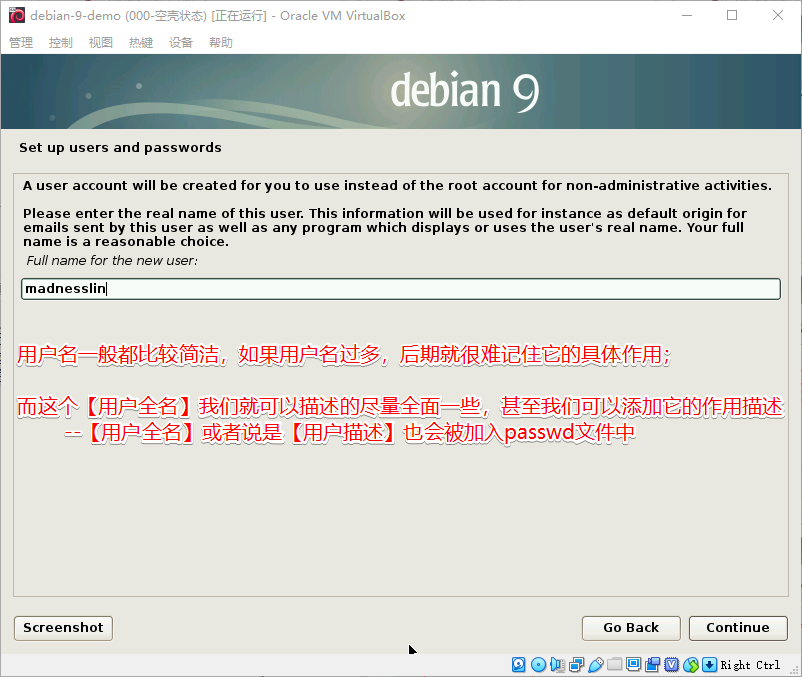 debian-9-demo (000-空壳状态) [正在运行] - Oracle VM VirtualBox
管理 控制 视图 热键 设备 帮助
debian 9
Set up users and passwords
A user account will be created for you to use instead of the root account for non-administrative activities.
Please enter the real name of this user. This information will be used for instance as default origin for
emails sent by this user as well as any program which displays or uses the user's real name. Your full
name is a reasonable choice.
Full name for the new user:
madnesslin
用户名一般都比较简洁，如果用户名过多，后期就很难记住它的具体作用；
而这个【用户全名】我们就可以描述的尽量全面一些，甚至我们可以添加它的作用描述
--【用户全名】或者说是【用户描述】也会被加入passwd文件中
Screenshot Go Back Continue
Right Ctrl